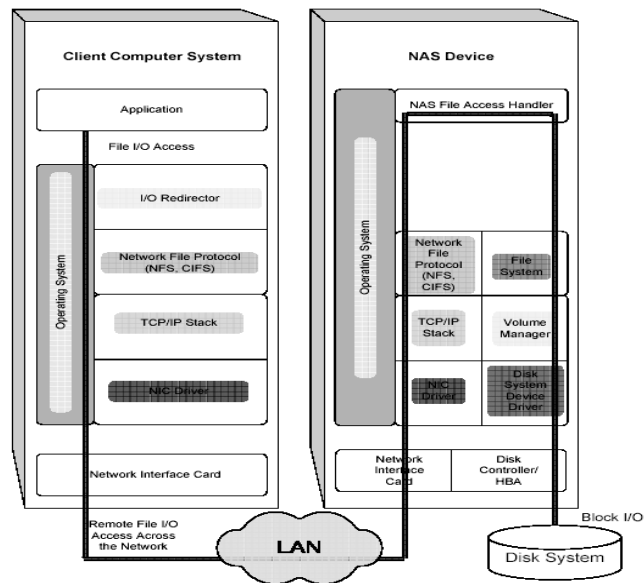 Client Computer System
Application
File I/O Access
Operating System
I/O Redirector
Network File Protocol
(NFS, CIFS)
TCP/IP Stack
NIC Driver
Network Interface Card
Remote File I/O
Access Across
the Network
LAN
NAS Device
NAS File Access Handler
Operating System
Network
File
Protocol
(NFS,
CIFS)
File
System
TCP/IP
Stack
Volume
Manager
NIC
Driver
Disk
System
Device
Driver
Network
Interface
Card
Disk
Controller/
HBA
Block I/O
Disk System